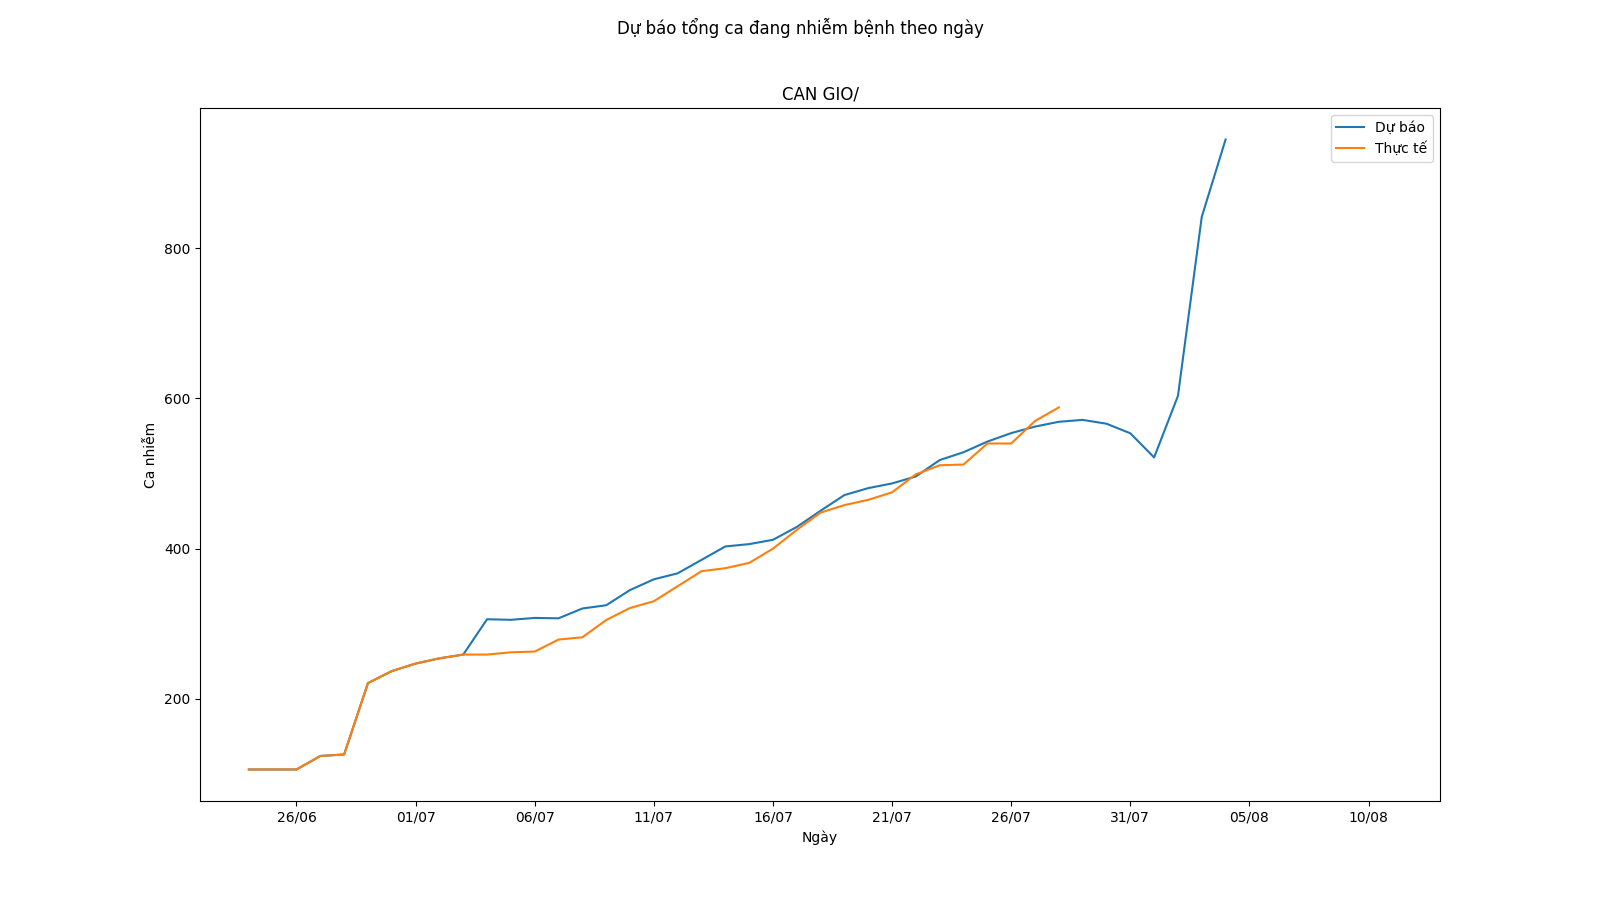 Dự báo tổng ca đang nhiễm bệnh theo ngày
CAN GIO/
Dự báo
Thực tế
800
600
400
200
Ca nhiễm
26/06 01/07 06/07 11/07 16/07 21/07 26/07 31/07 05/08 10/08
Ngày